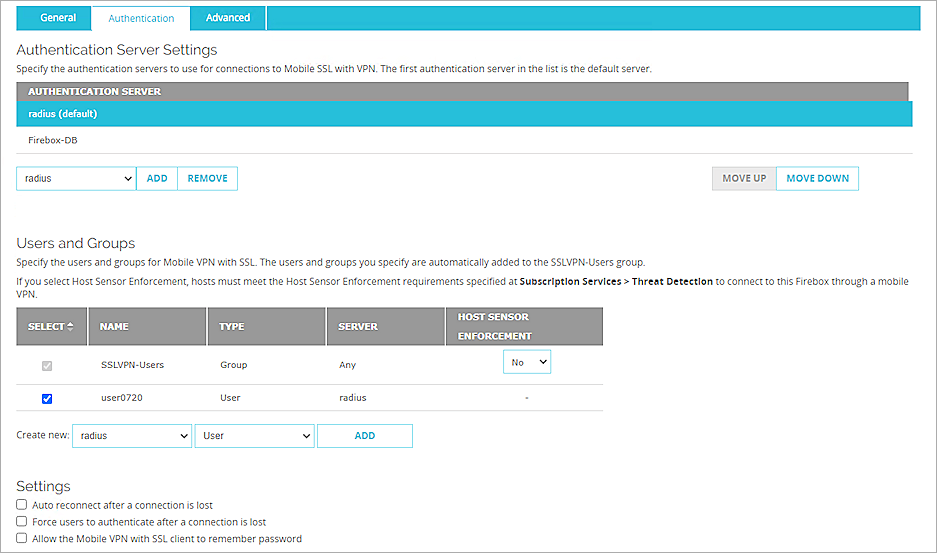 General Authentication Advanced
Authentication Server Settings
Specify the authentication servers to use for connections to Mobile SSL with VPN. The first authentication server in the list is the default server.
AUTHENTICATION SERVER
radius (default)
Firebox-DB
radius ADD REMOVE MOVE UP MOVE DOWN
Users and Groups
Specify the users and groups for Mobile VPN with SSL. The users and groups you specify are automatically added to the SSLVPN-Users group.
If you select Host Sensor Enforcement, hosts must meet the Host Sensor Enforcement requirements specified at Subscription Services > Threat Detection to connect to this Firebox through a mobile
VPN.
SELECT NAME TYPE SERVER HOST SENSOR
ENFORCEMENT
SSLVPN-Users Group Any No
user0720 User radius -
Create new: radius User ADD
Settings
Auto reconnect after a connection is lost
Force users to authenticate after a connection is lost
Allow the Mobile VPN with SSL client to remember password